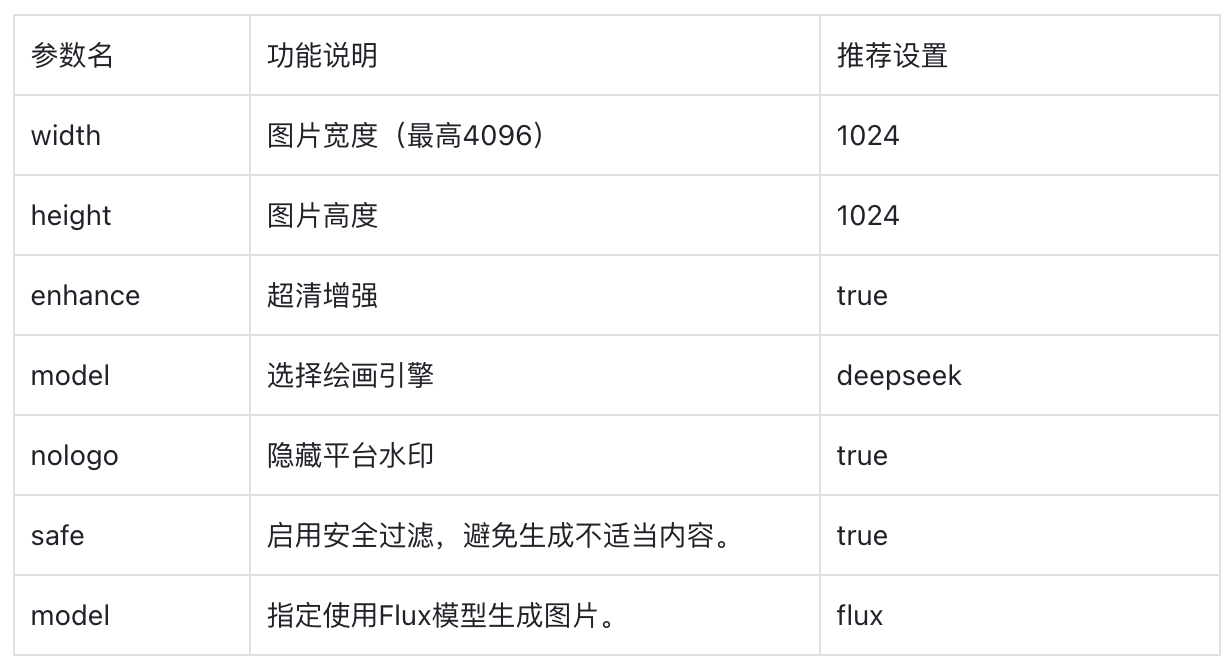 参数名 功能说明 推荐设置
width 图片宽度（最高4096） 1024
height 图片高度 1024
enhance 超清增强 true
model 选择绘画引擎 deepseek
nologo 隐藏平台水印 true
safe 启用安全过滤，避免生成不适当内容。 true
model 指定使用Flux模型生成图片。 flux